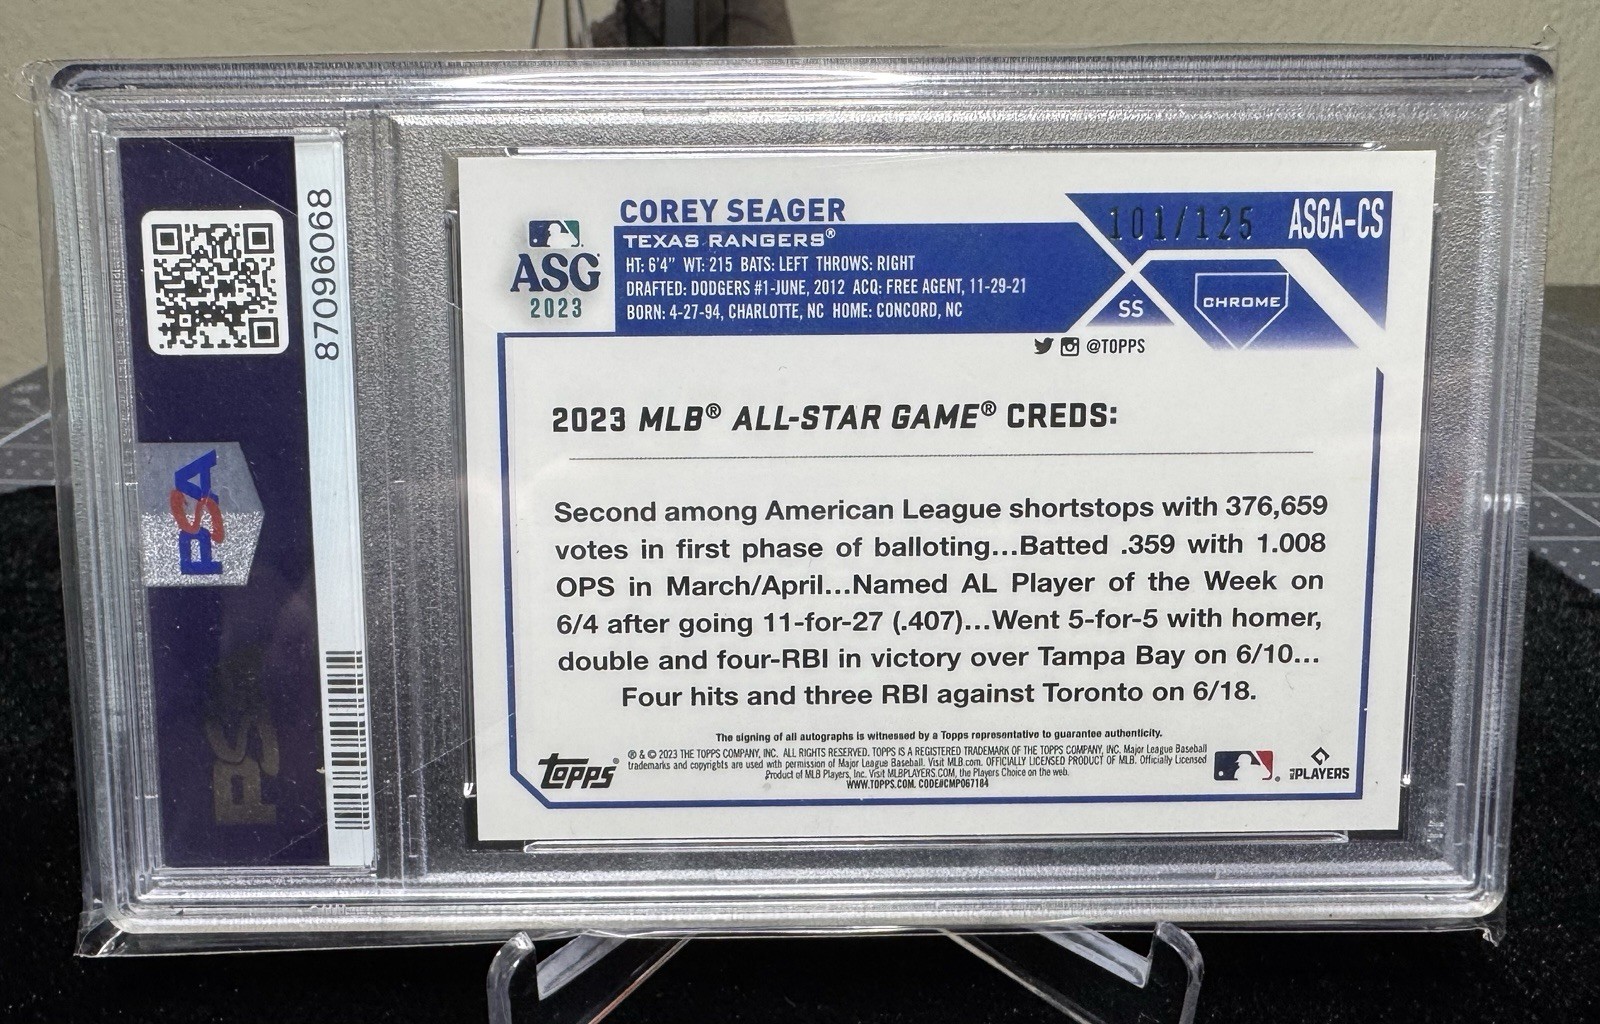 87096068
PSA
PSA
COREY SEAGER
TEXAS RANGERS®
HT: 6'4" WT: 215 BATS: LEFT THROWS: RIGHT
DRAFTED: DODGERS #1-JUNE, 2012 ACQ: FREE AGENT, 11-29-21
BORN: 4-27-94, CHARLOTTE, NC HOME: CONCORD, NC
ASG
2023
101/125
ASGA-CS
SS
CHROME
@TOPPS
2023 MLB® ALL-STAR GAME® CREDS:
Second among American League shortstops with 376,659
votes in first phase of balloting...Batted .359 with 1.008
OPS in March/April...Named AL Player of the Week on
6/4 after going 11-for-27 (.407)...Went 5-for-5 with homer,
double and four-RBI in victory over Tampa Bay on 6/10...
Four hits and three RBI against Toronto on 6/18.
The signing of all autographs is witnessed by a Topps representative to guarantee authenticity.
® & © 2023 THE TOPPS COMPANY, INC. ALL RIGHTS RESERVED. TOPPS IS A REGISTERED TRADEMARK OF THE TOPPS COMPANY, INC. Major League Baseball
trademarks and copyrights are used with permission of Major League Baseball. Visit MLB.com. OFFICIALLY LICENSED PRODUCT OF MLB. Officially Licensed
Product of MLB Players, Inc. Visit MLBPLAYERS.COM, the Players Choice on the web.
WWW.TOPPS.COM. CODE#CMP067184
TOPPS®
MLB PLAYERS